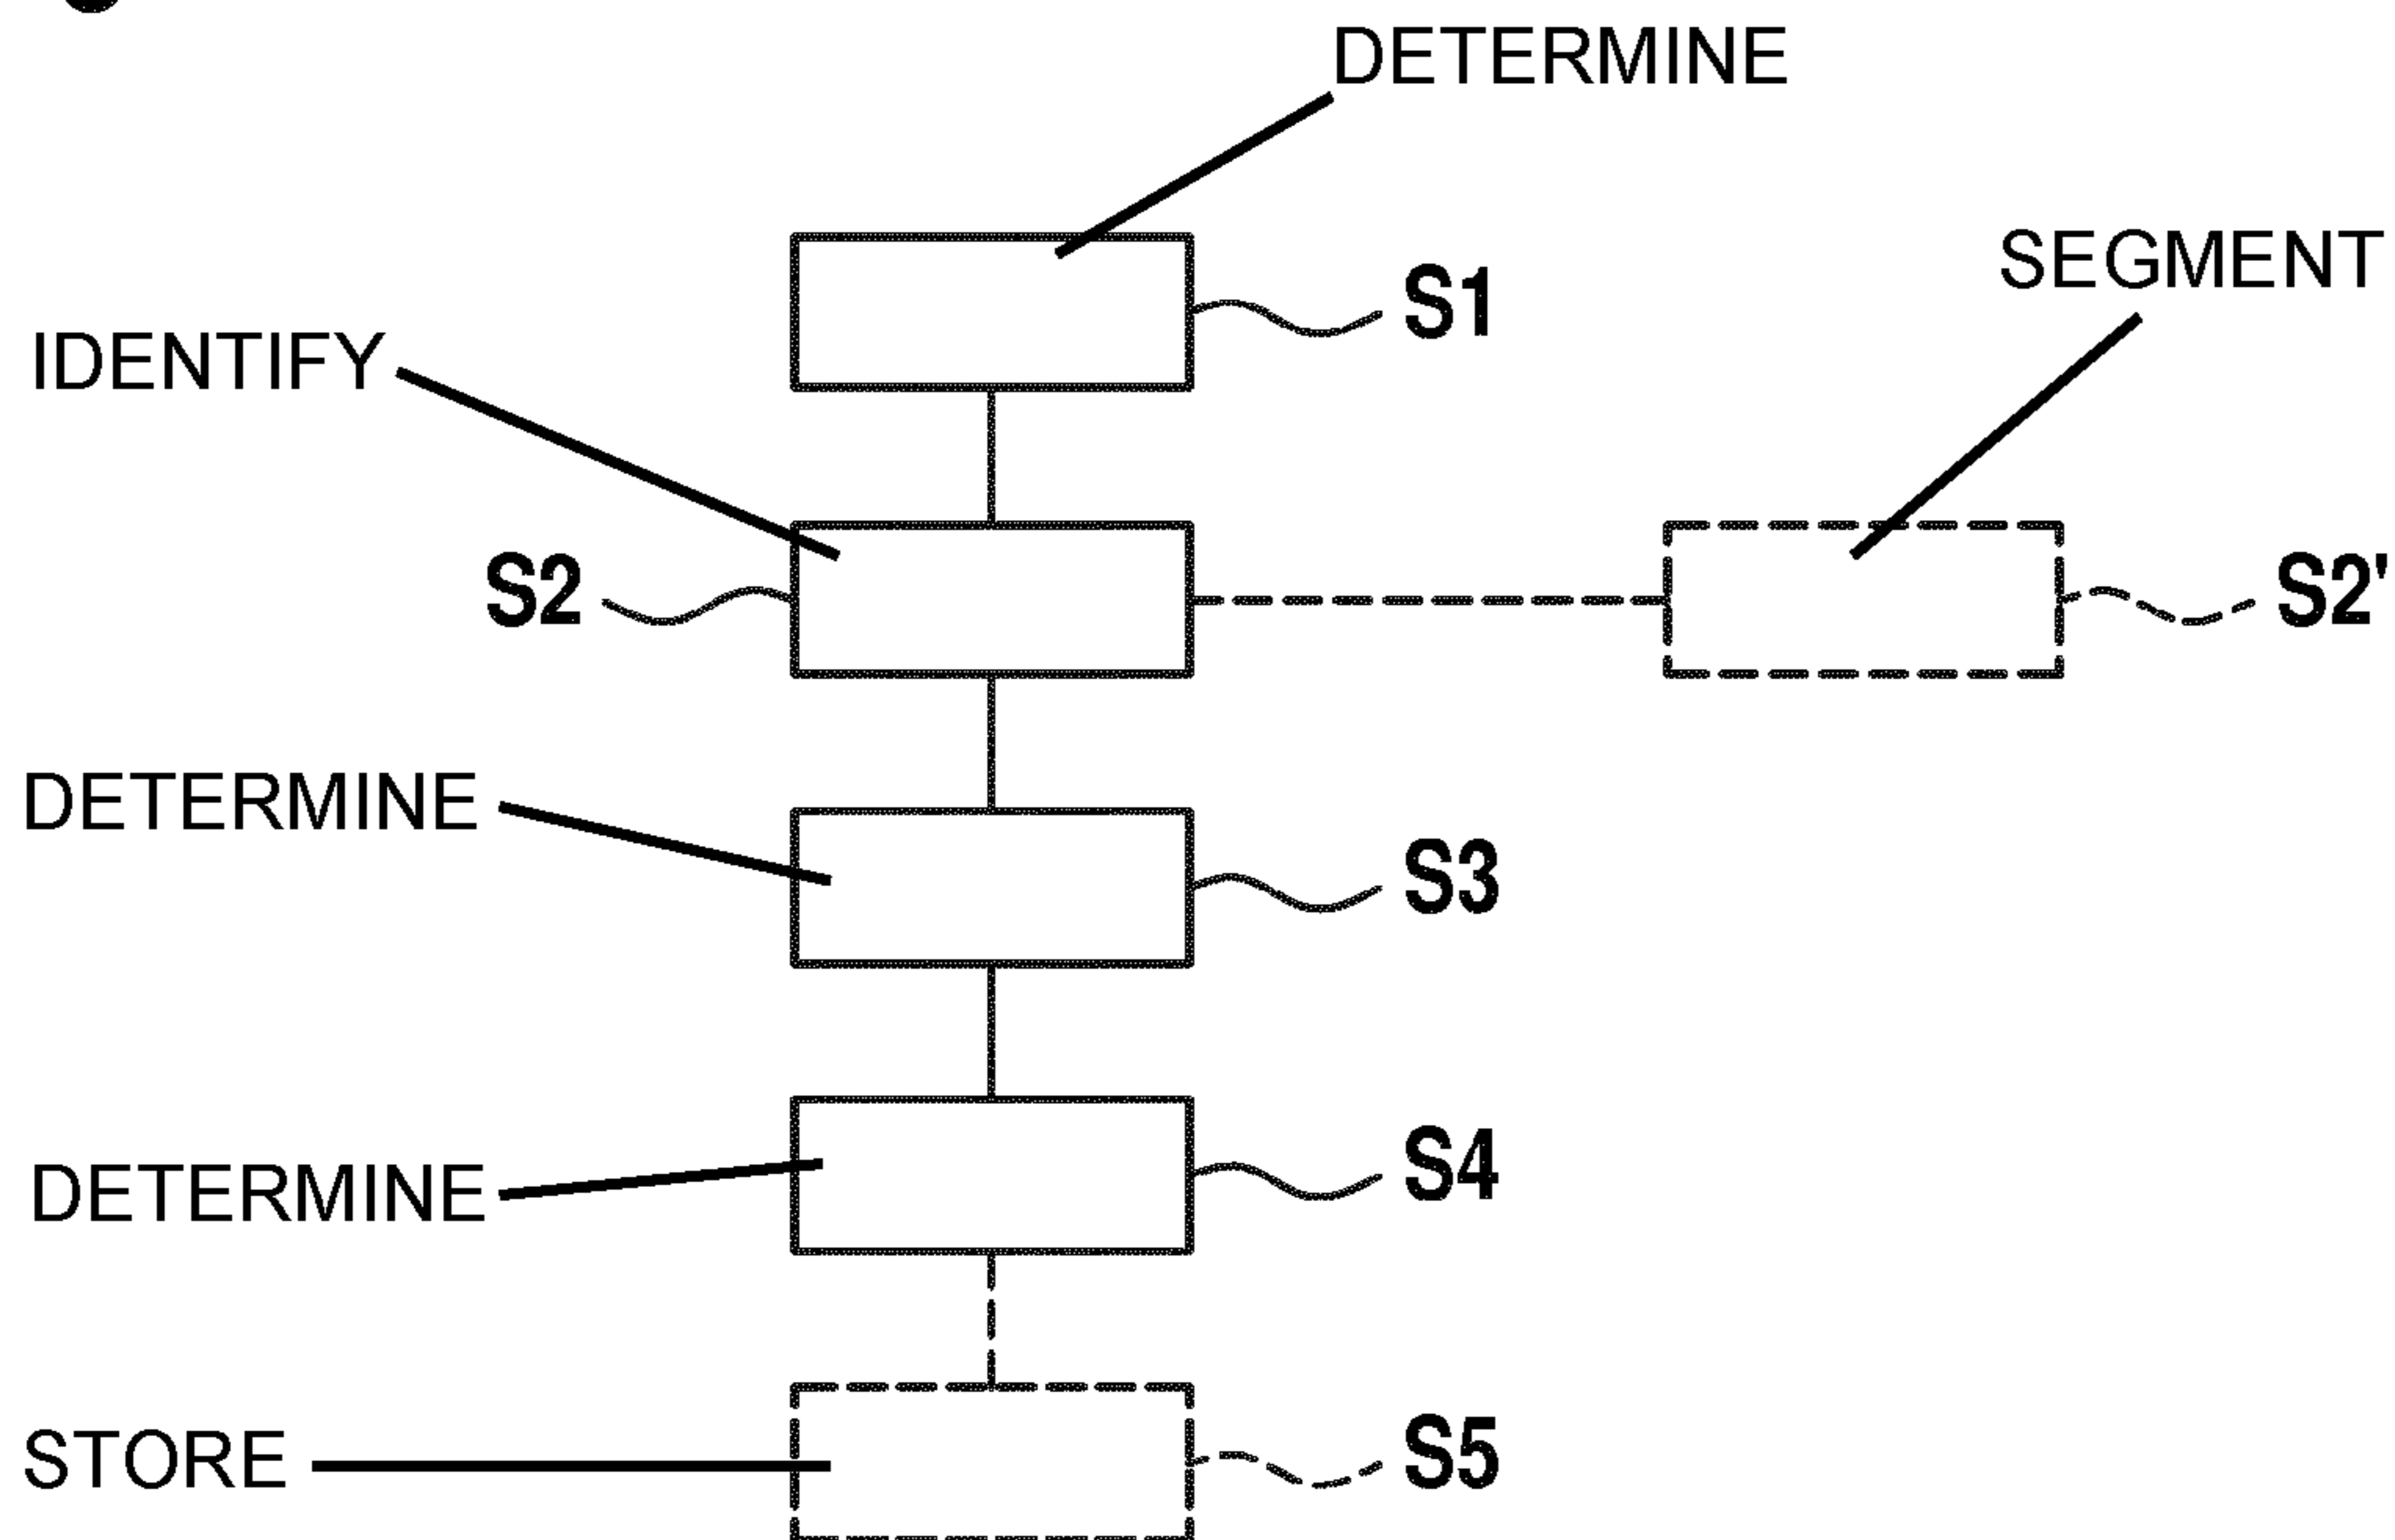 DETERMINE
SEGMENT
S1
IDENTIFY
S2
S2'
DETERMINE
S3
DETERMINE
S4
STORE
S5